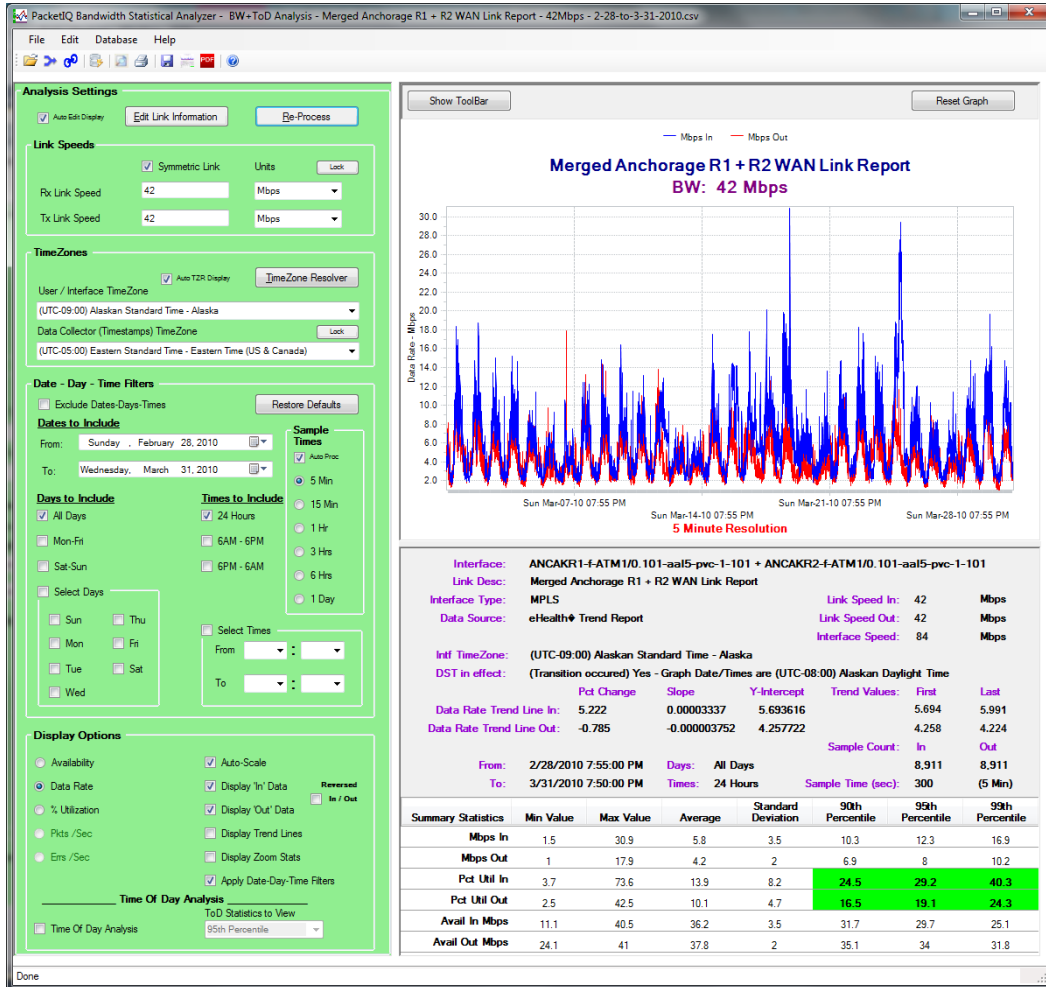 PacketIQ Bandwidth Statistical Analyzer - BW+ToD Analysis - Merged Anchorage R1 + R2 WAN Link Report - 42Mbps - 2-28-to-3-31-2010.csv
File Edit Database Help
PDF
Analysis Settings
Auto Edit Display Edit Link Information Re-Process
Link Speeds
Symmetric Link Units Lock
Rx Link Speed 42 Mbps
Tx Link Speed 42 Mbps
TimeZones
Auto TZR Display TimeZone Resolver
User / Interface TimeZone
(UTC-09:00) Alaskan Standard Time - Alaska
Data Collector (Timestamps) TimeZone Lock
(UTC-05:00) Eastern Standard Time - Eastern Time (US & Canada)
Date - Day - Time Filters
Exclude Dates-Days-Times Restore Defaults
Dates to Include
From: Sunday , February 28, 2010
To: Wednesday, March 31, 2010
Sample Times
Auto Proc
5 Min
15 Min
1 Hr
3 Hrs
6 Hrs
1 Day
Days to Include
All Days
Mon-Fri
Sat-Sun
Select Days
Sun Thu
Mon Fri
Tue Sat
Wed
Times to Include
24 Hours
6AM - 6PM
6PM - 6AM
Select Times
From :
To :
Display Options
Availability
Data Rate
% Utilization
Pkts /Sec
Errs /Sec
Auto-Scale
Display 'In' Data
Reversed
In / Out
Display 'Out' Data
Display Trend Lines
Display Zoom Stats
Apply Date-Day-Time Filters
Time Of Day Analysis
ToD Statistics to View
Time Of Day Analysis 95th Percentile
Done
Show ToolBar Reset Graph
Mbps In Mbps Out
Merged Anchorage R1 + R2 WAN Link Report
BW: 42 Mbps
Data Rate - Mbps
30.0
28.0
26.0
24.0
22.0
20.0
18.0
16.0
14.0
12.0
10.0
8.0
6.0
4.0
2.0
Sun Mar-07-10 07:55 PM Sun Mar-21-10 07:55 PM
Sun Mar-14-10 07:55 PM Sun Mar-28-10 07:55 PM
5 Minute Resolution
Interface: ANCAKR1-f-ATM1/0.101-aal5-pvc-1-101 + ANCAKR2-f-ATM1/0.101-aal5-pvc-1-101
Link Desc: Merged Anchorage R1 + R2 WAN Link Report
Interface Type: MPLS Link Speed In: 42 Mbps
Data Source: eHealth� Trend Report Link Speed Out: 42 Mbps
Interface Speed: 84 Mbps
Intf TimeZone: (UTC-09:00) Alaskan Standard Time - Alaska
DST in effect: (Transition occured) Yes - Graph Date/Times are (UTC-08:00) Alaskan Daylight Time
Pct Change Slope Y-Intercept Trend Values: First Last
Data Rate Trend Line In: 5.222 0.00003337 5.693616 5.694 5.991
Data Rate Trend Line Out: -0.785 -0.000003752 4.257722 4.258 4.224
Sample Count: In Out
From: 2/28/2010 7:55:00 PM Days: All Days 8,911 8,911
To: 3/31/2010 7:50:00 PM Times: 24 Hours Sample Time (sec): 300 (5 Min)
Summary Statistics Min Value Max Value Average Standard Deviation 90th Percentile 95th Percentile 99th Percentile
Mbps In 1.5 30.9 5.8 3.5 10.3 12.3 16.9
Mbps Out 1 17.9 4.2 2 6.9 8 10.2
Pct Util In 3.7 73.6 13.9 8.2 24.5 29.2 40.3
Pct Util Out 2.5 42.5 10.1 4.7 16.5 19.1 24.3
Avail In Mbps 11.1 40.5 36.2 3.5 31.7 29.7 25.1
Avail Out Mbps 24.1 41 37.8 2 35.1 34 31.8